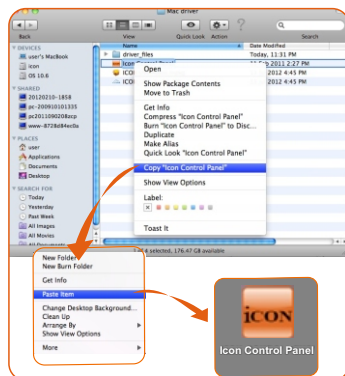 Mac driver
Back
View
Quick Look
Action
Search
DEVICES
user's MacBook
icon
OS 10.6
SHARED
20120210-1858
pc-200910101335
pc2011090208acp
www-8728d84ec0a
PLACES
user
Applications
Documents
Desktop
SEARCH FOR
Today
Yesterday
Past Week
All Images
All Movies
All Documents
Name
Date Modified
driver_files
Today, 11:31 PM
Icon Control Panel
2011 2:27 PM
2012 4:45 PM
2012 4:45 PM
Open
Show Package Contents
Move to Trash
Get Info
Compress "Icon Control Panel"
Burn "Icon Control Panel" to Disc...
Duplicate
Make Alias
Quick Look "Icon Control Panel"
Copy "Icon Control Panel"
Show View Options
Label:
Toast It
selected, 176.47 GB available
New Folder
New Burn Folder
Get Info
Paste Item
Change Desktop Background...
Clean Up
Arrange By
Show View Options
More
iCON
Icon Control Panel